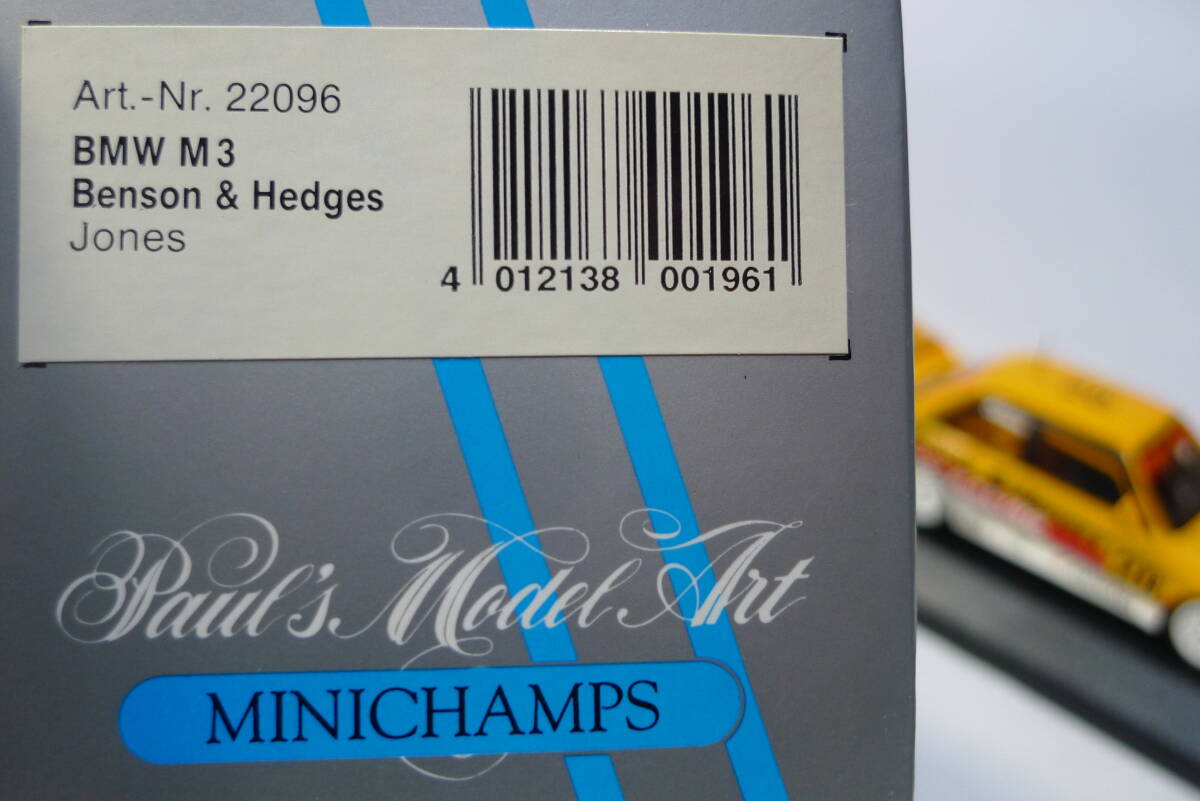 Art.-Nr. 22096
BMW M3
Benson & Hedges
Jones
4 012138 001961
Paul's Model Art
MINICHAMPS